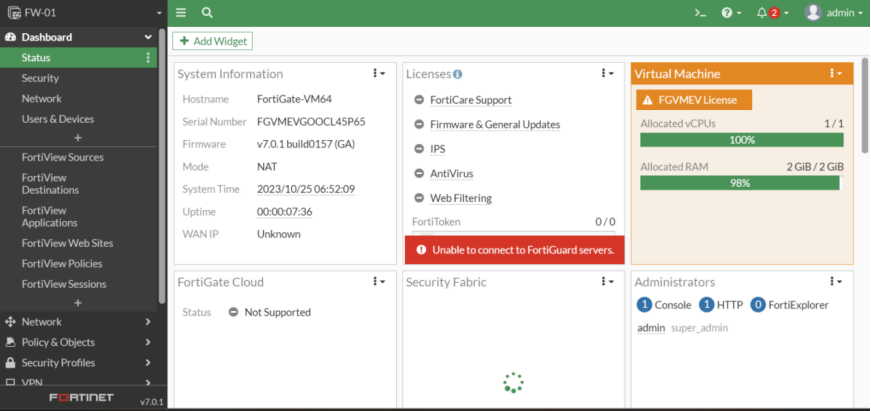 FW-01
admin
2
Dashboard
Status
Security
Network
Users & Devices
FortiView Sources
FortiView
Destinations
FortiView
Applications
FortiView Web Sites
FortiView Policies
FortiView Sessions
Network
Policy & Objects
Security Profiles
VPN
FORTINET
v7.0.1
Add Widget
System Information
Hostname FortiGate-VM64
Serial Number FGVMEVGOOCL45P65
Firmware v7.0.1 build0157 (GA)
Mode NAT
System Time 2023/10/25 06:52:09
Uptime 00:00:07:36
WAN IP Unknown
Licenses
FortiCare Support
Firmware & General Updates
IPS
AntiVirus
Web Filtering
FortiToken 0 / 0
Unable to connect to FortiGuard servers.
Virtual Machine
FGVMEV License
Allocated vCPUs 1 / 1
100%
Allocated RAM 2 GiB / 2 GiB
98%
FortiGate Cloud
Status Not Supported
Security Fabric
Administrators
1 Console 1 HTTP 0 FortiExplorer
admin super_admin